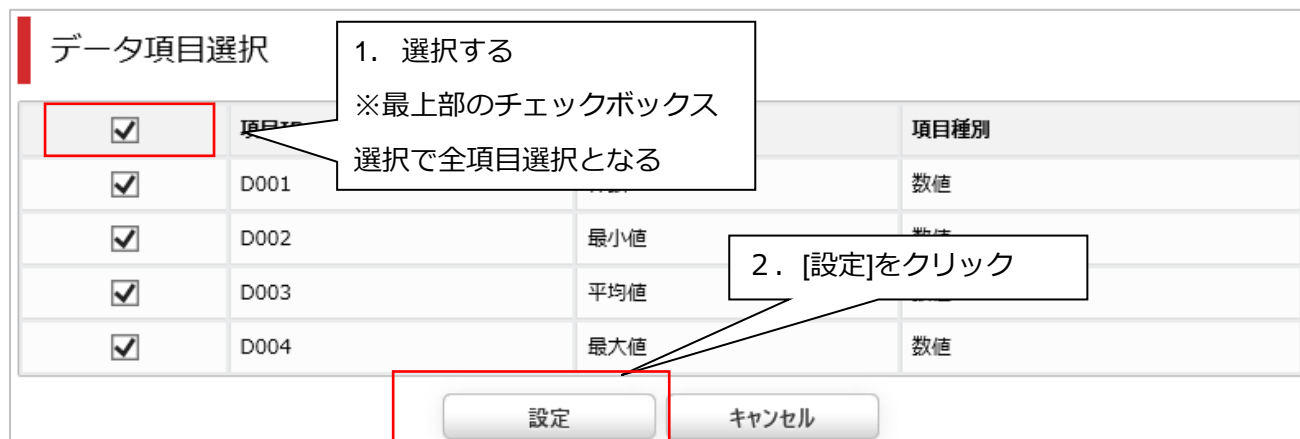 データ項目選択
1. 選択する
※最上部のチェックボックス
選択で全項目選択となる
項目種別
D001
数値
D002
最小値
D003
平均値
D004
最大値
数値
2．[設定]をクリック
設定
キャンセル